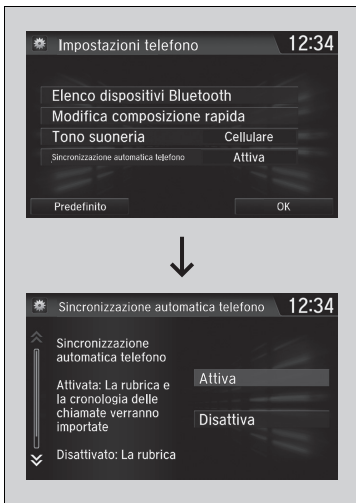 Impostazioni telefono 12:34
Elenco dispositivi Bluetooth
Modifica composizione rapida
Tono suoneria Cellulare
Sincronizzazione automatica telefono Attiva
Predefinito OK
Sincronizzazione automatica telefono 12:34
Sincronizzazione
automatica telefono
Attivata: La rubrica e
la cronologia delle
chiamate verranno
importate
Disattivato: La rubrica
Attiva
Disattiva